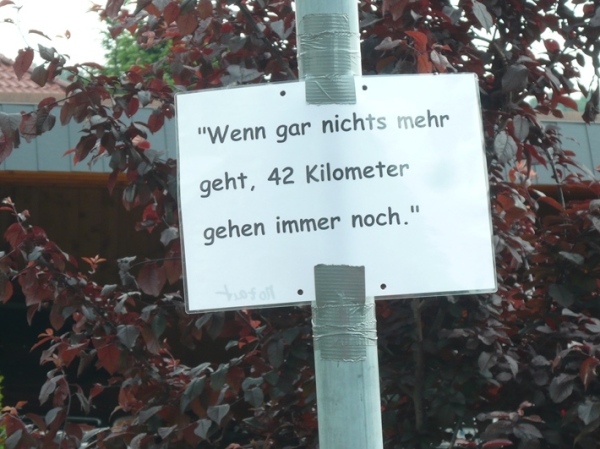 "Wenn gar nichts mehr
geht, 42 Kilometer
gehen immer noch."